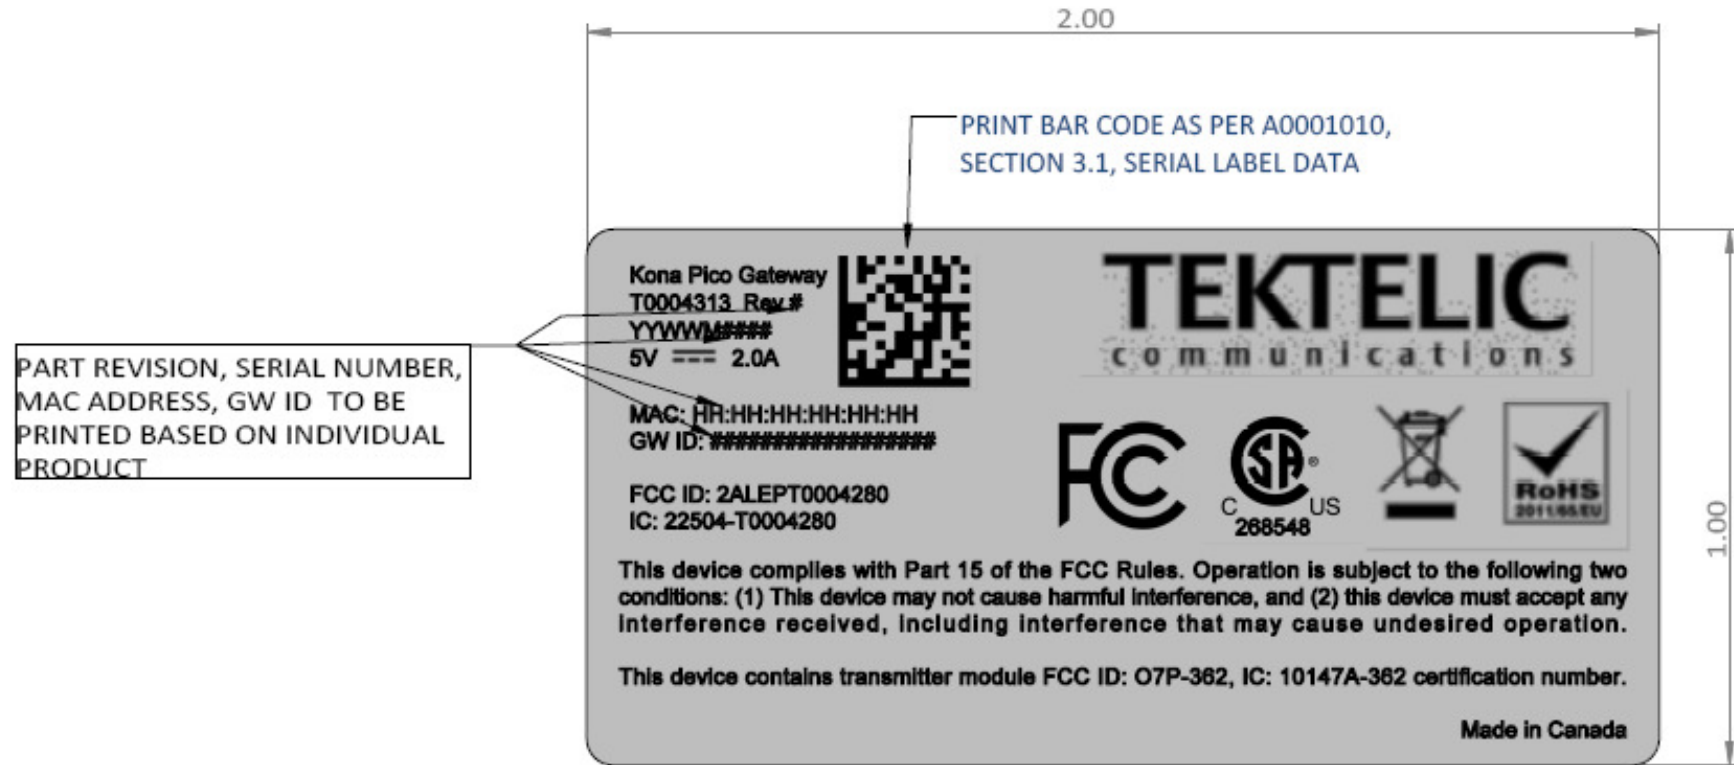 2.00
PRINT BAR CODE AS PER A0001010,
SECTION 3.1, SERIAL LABEL DATA
PART REVISION, SERIAL NUMBER,
MAC ADDRESS, GW ID TO BE
PRINTED BASED ON INDIVIDUAL
PRODUCT
Kona Pico Gateway
T0004313 Rev #
YYWWM####
5V 2.0A
MAC: HH:HH:HH:HH:HH:HH
GW ID: ##################
FCC ID: 2ALEPT0004280
IC: 22504-T0004280
TEKTELIC
communications
FC
CSA ®
C US
268548
RoHS
2011/65/EU
1.00
This device complies with Part 15 of the FCC Rules. Operation is subject to the following two
conditions: (1) This device may not cause harmful interference, and (2) this device must accept any
interference received, including interference that may cause undesired operation.
This device contains transmitter module FCC ID: O7P-362, IC: 10147A-362 certification number.
Made in Canada